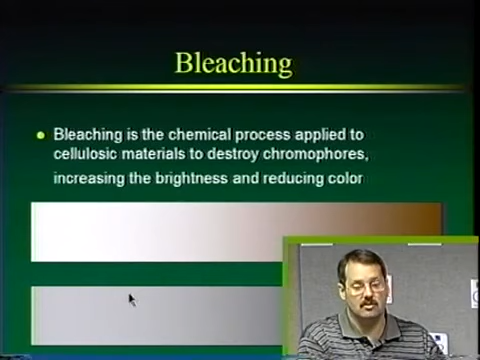 Bleaching
• Bleaching is the chemical process applied to
cellulosic materials to destroy chromophores,
increasing the brightness and reducing color